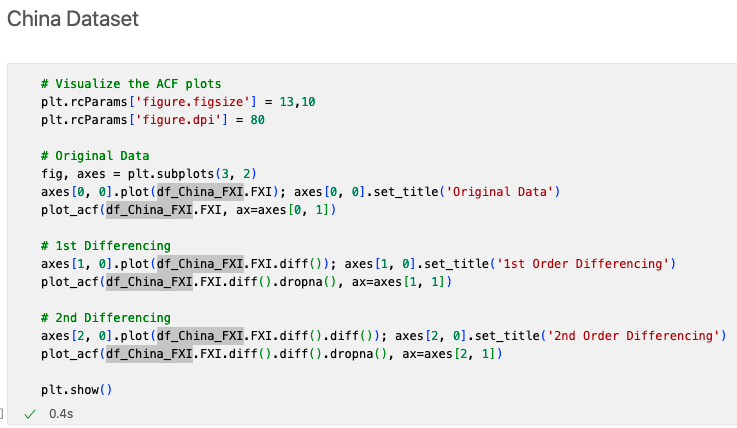 China Dataset
# Visualize the ACF plots
plt.rcParams['figure.figsize'] = 13,10
plt.rcParams['figure.dpi'] = 80
# Original Data
fig, axes = plt.subplots(3, 2)
axes[0, 0].plot(df_China_FXI.FXI); axes[0, 0].set_title('Original Data')
plot_acf(df_China_FXI.FXI, ax=axes[0, 1])
# 1st Differencing
axes[1, 0].plot(df_China_FXI.FXI.diff()); axes[1, 0].set_title('1st Order Differencing')
plot_acf(df_China_FXI.FXI.diff().dropna(), ax=axes[1, 1])
# 2nd Differencing
axes[2, 0].plot(df_China_FXI.FXI.diff().diff()); axes[2, 0].set_title('2nd Order Differencing')
plot_acf(df_China_FXI.FXI.diff().diff().dropna(), ax=axes[2, 1])
plt.show()
] ✓ 0.4s